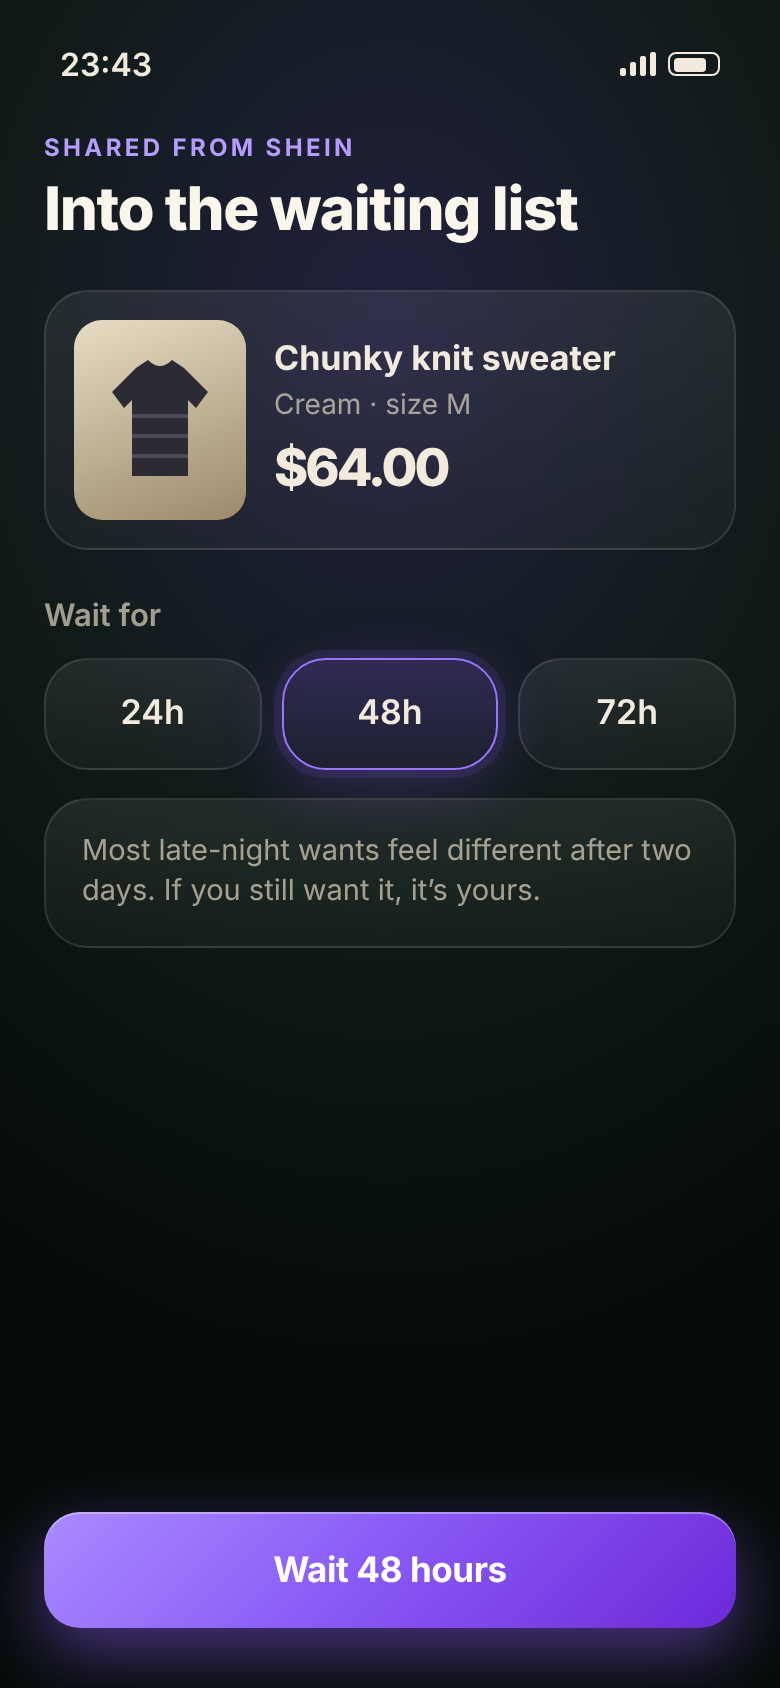 23:43
SHARED FROM SHEIN
Into the waiting list
Chunky knit sweater
Cream · size M
$64.00
Wait for
24h
48h
72h
Most late-night wants feel different after two
days. If you still want it, it’s yours.
Wait 48 hours